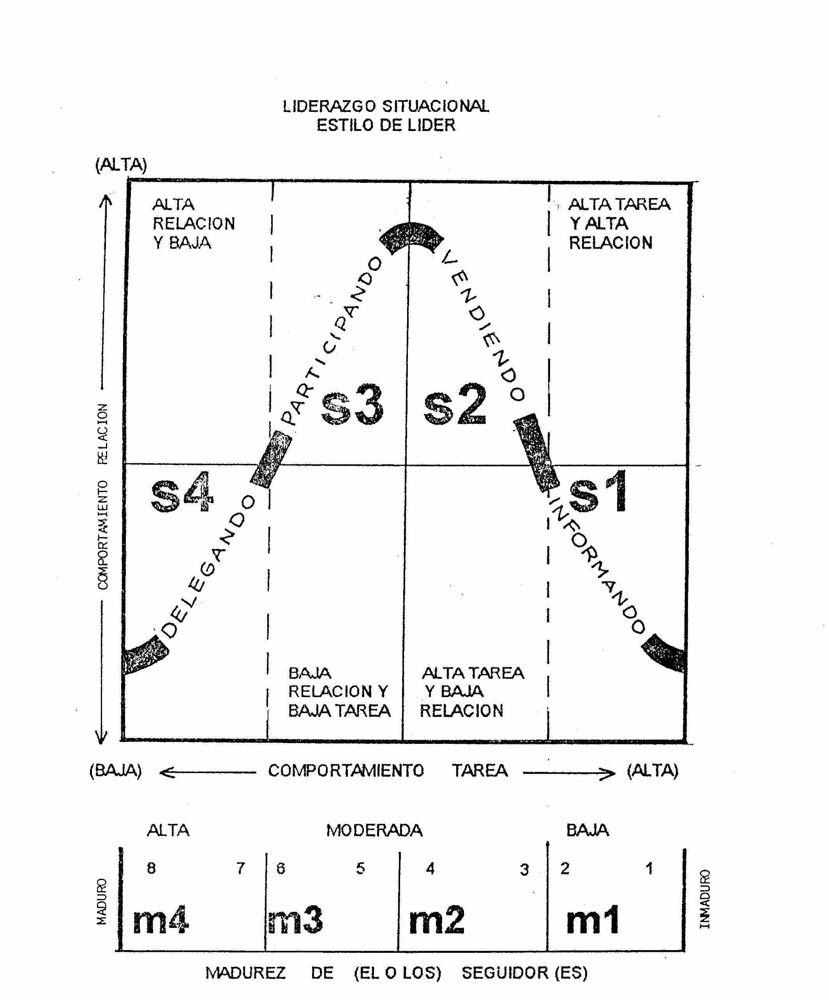 LIDERAZGO SITUACIONAL
ESTILO DE LIDER
(ALTA)
ALTA
RELACION
Y BAJA
ALTA TAREA
Y ALTA
RELACION
PARTICIPANDO
VENDIENDO
s3
s2
COMPORTAMIENTO RELACION
s4
s1
DELEGANDO
INFORMANDO
BAJA
RELACION Y
BAJA TAREA
ALTA TAREA
Y BAJA
RELACION
(BAJA)
COMPORTAMIENTO TAREA
(ALTA)
ALTA
MODERADA
BAJA
8 7 6 5 4 3 2 1
MADURO
m4 m3 m2 m1
INMADURO
MADUREZ DE (EL O LOS) SEGUIDOR (ES)